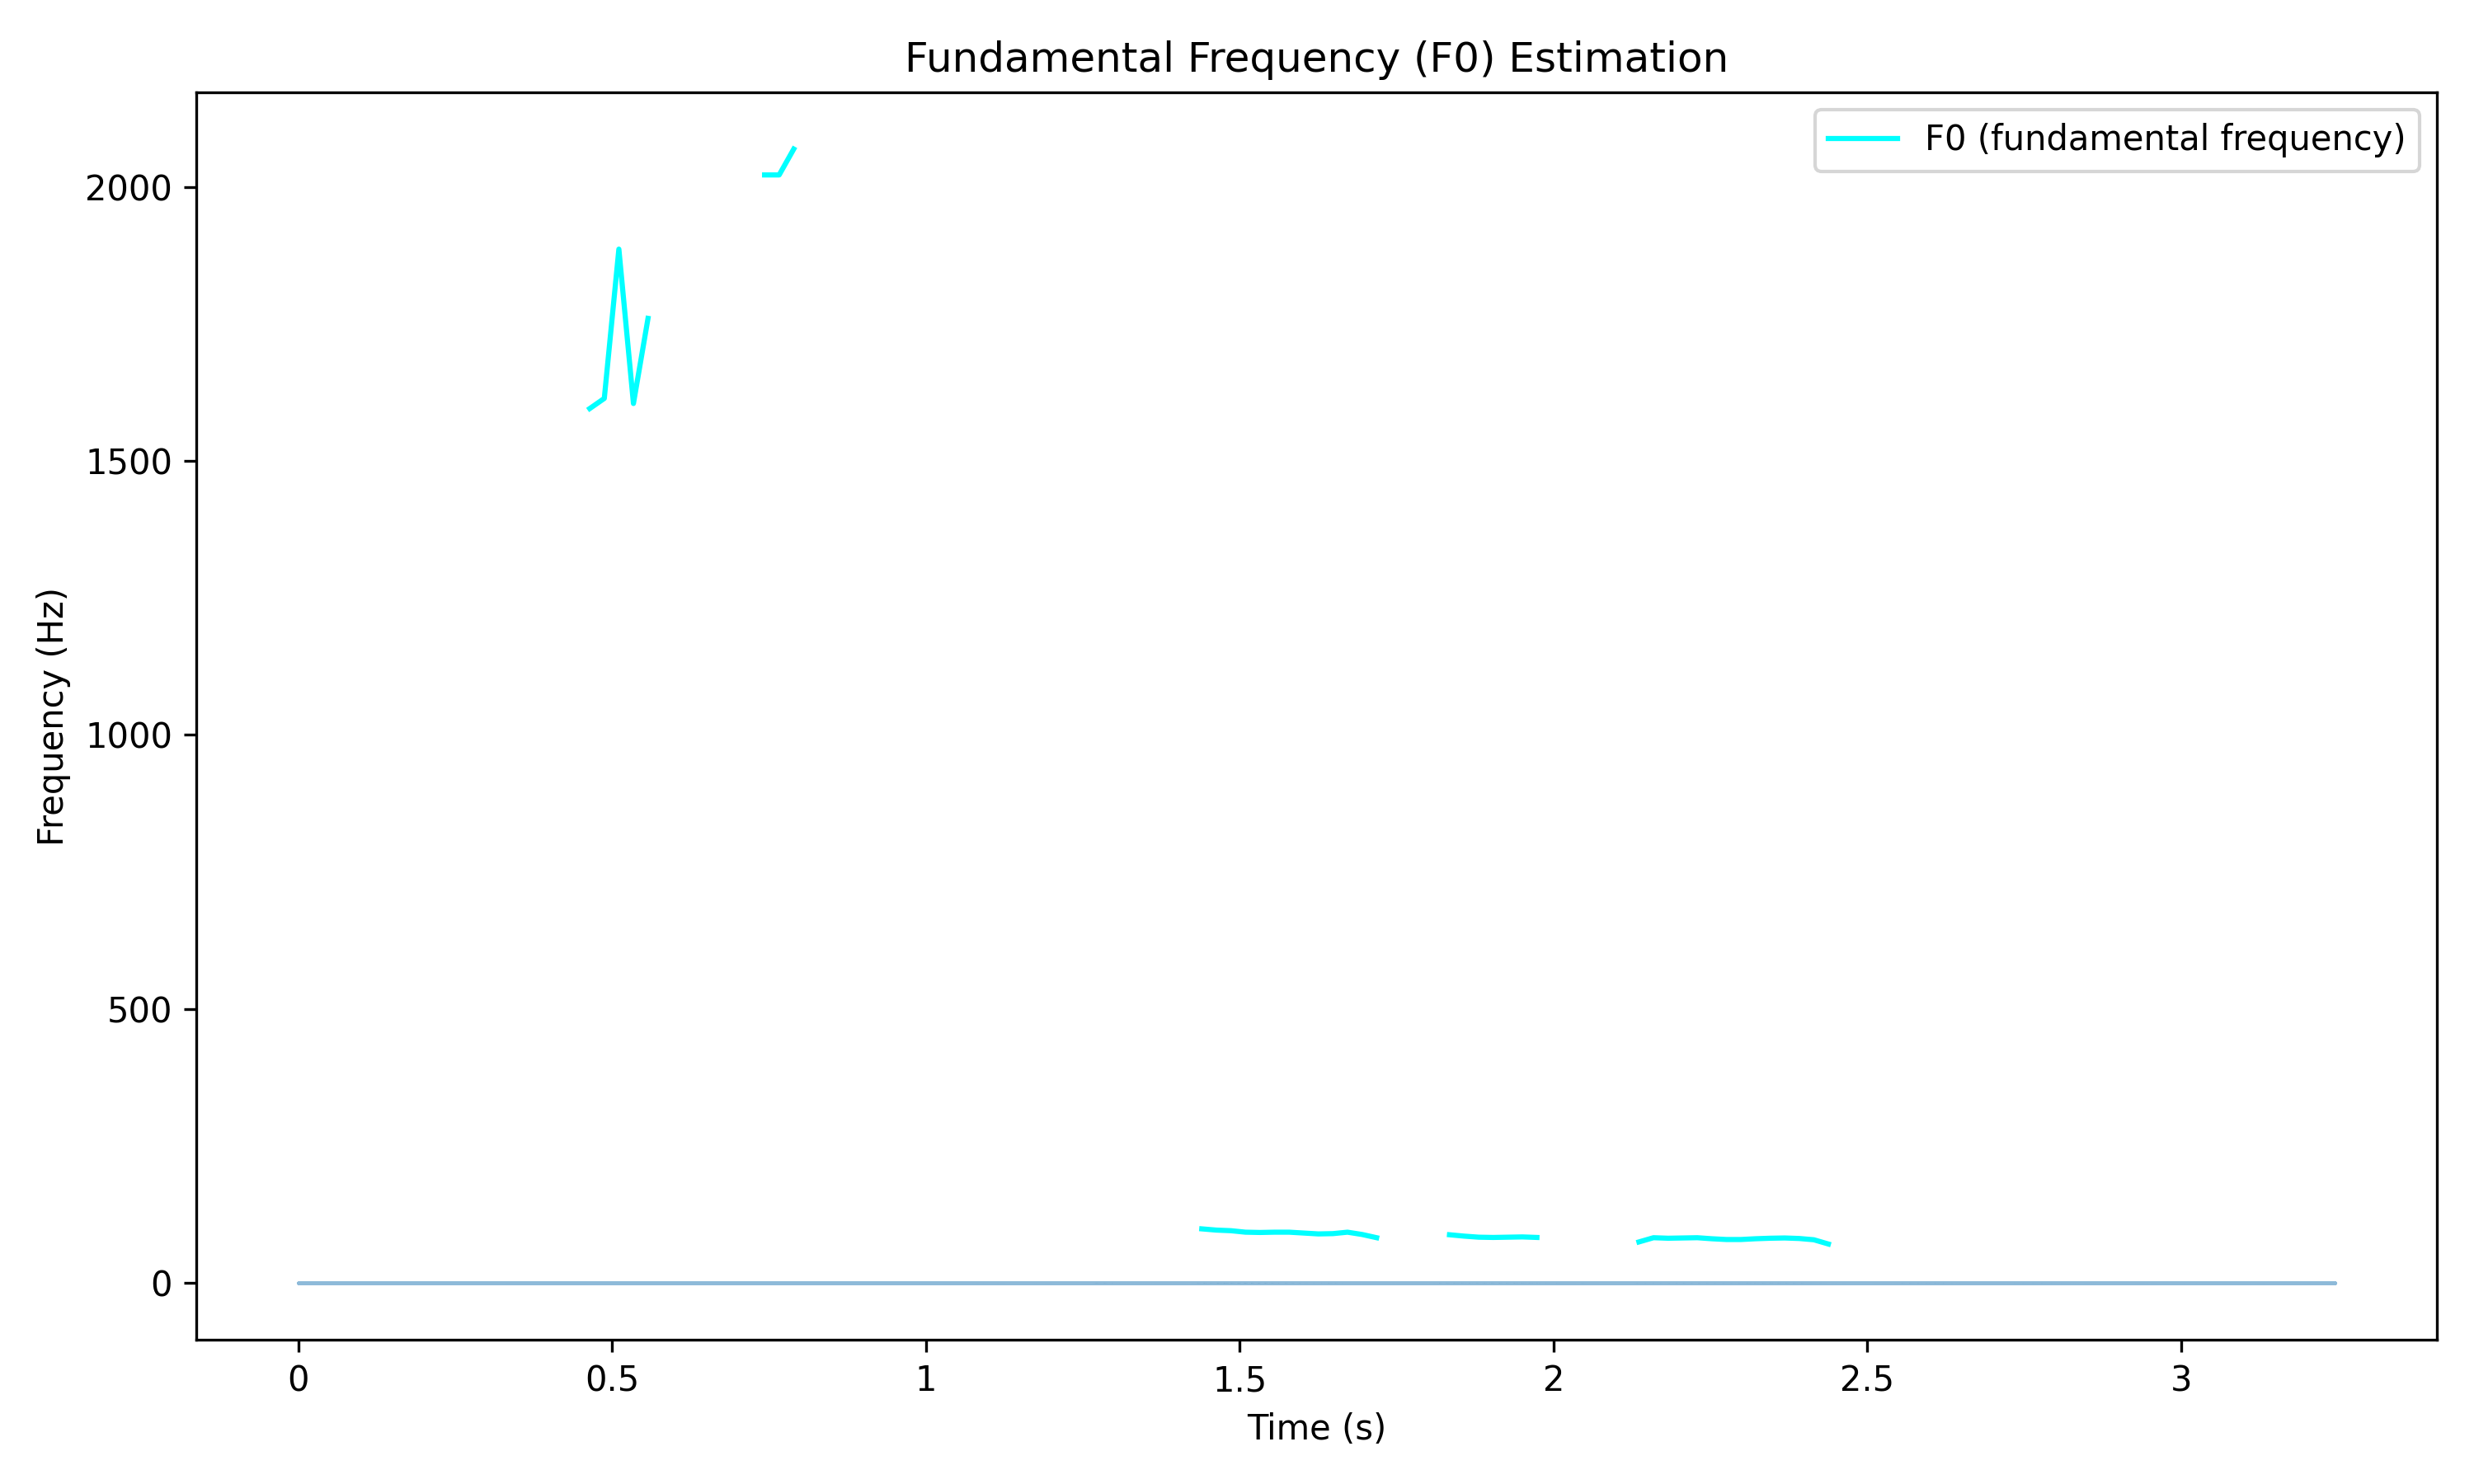 Fundamental Frequency (F0) Estimation
F0 (fundamental frequency)
2000
1500
1000
500
0
Frequency (Hz)
0 0.5 1 1.5 2 2.5 3
Time (s)